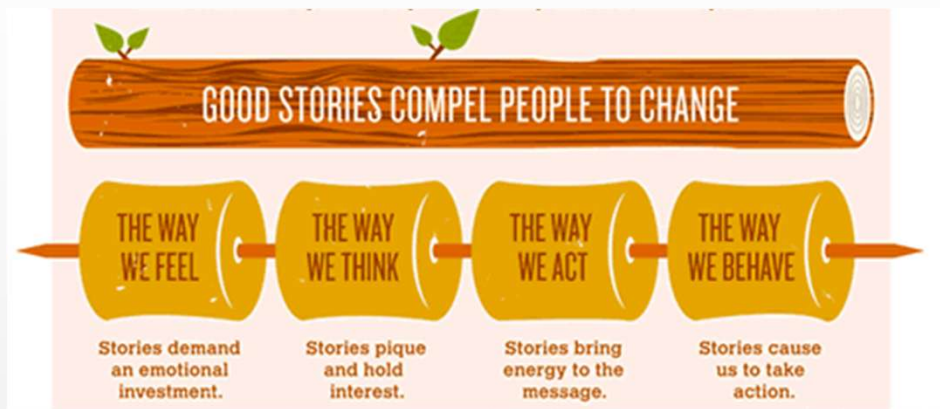 GOOD STORIES COMPEL PEOPLE TO CHANGE
THE WAY
WE FEEL
THE WAY
WE THINK
THE WAY
WE ACT
THE WAY
WE BEHAVE
Stories demand
an emotional
investment.
Stories pique
and hold
interest.
Stories bring
energy to the
message.
Stories cause
us to take
action.